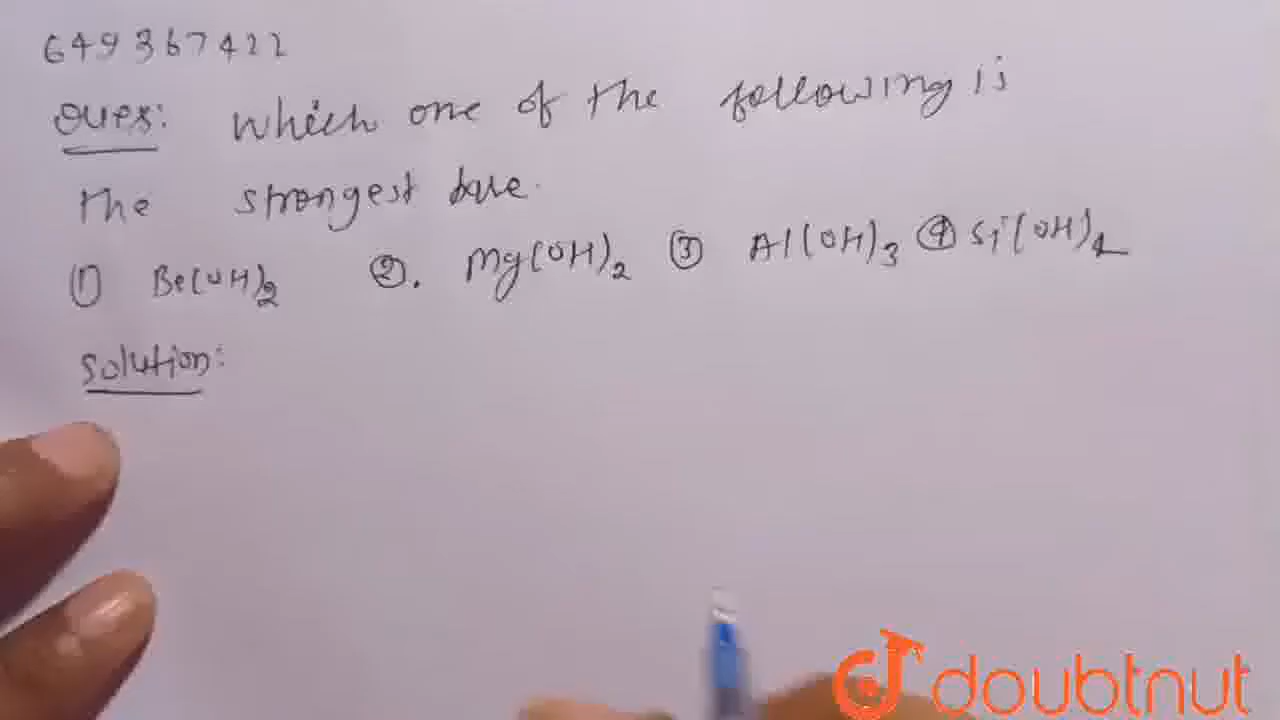 649367422
Ques: Which one of the following is
the strongest base.
① Be(OH)2 ②. Mg(OH)2 ③ Al(OH)3 ④ Si(OH)4
Solution:
doubtnut